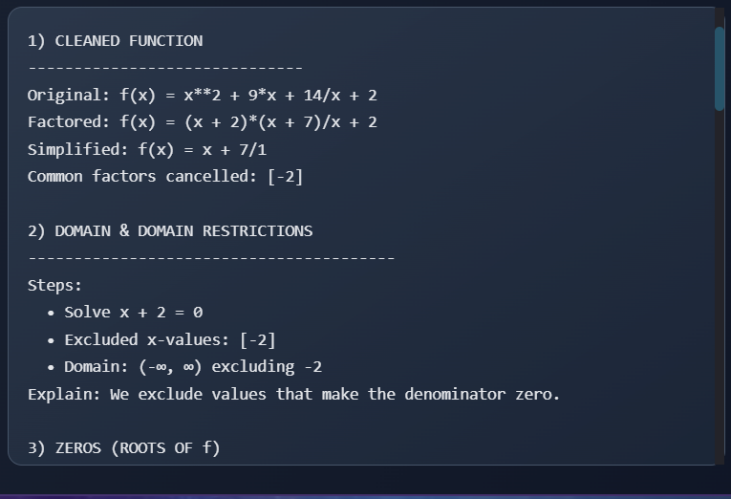 1) CLEANED FUNCTION
------------------------------
Original: f(x) = x**2 + 9*x + 14/x + 2
Factored: f(x) = (x + 2)*(x + 7)/x + 2
Simplified: f(x) = x + 7/1
Common factors cancelled: [-2]
2) DOMAIN & DOMAIN RESTRICTIONS
----------------------------------------
Steps:
• Solve x + 2 = 0
• Excluded x-values: [-2]
• Domain: (-∞, ∞) excluding -2
Explain: We exclude values that make the denominator zero.
3) ZEROS (ROOTS OF f)